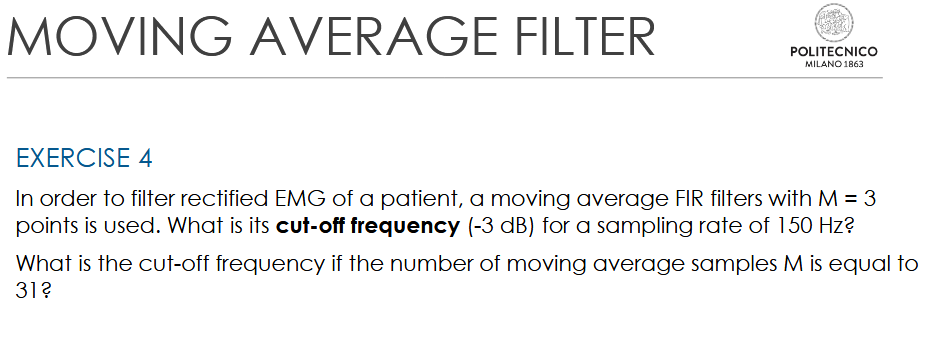 MOVING AVERAGE FILTER
POLITECNICO
MILANO 1863
EXERCISE 4
In order to filter rectified EMG of a patient, a moving average FIR filters with M = 3
points is used. What is its cut-off frequency (-3 dB) for a sampling rate of 150 Hz?
What is the cut-off frequency if the number of moving average samples M is equal to
31?